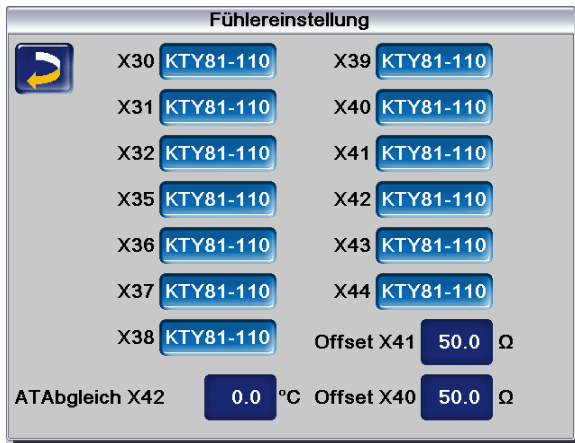 Fühlereinstellung
X30 KTY81-110 X39 KTY81-110
X31 KTY81-110 X40 KTY81-110
X32 KTY81-110 X41 KTY81-110
X35 KTY81-110 X42 KTY81-110
X36 KTY81-110 X43 KTY81-110
X37 KTY81-110 X44 KTY81-110
X38 KTY81-110 Offset X41 50.0 Ω
ATAbgleich X42 0.0 °C Offset X40 50.0 Ω